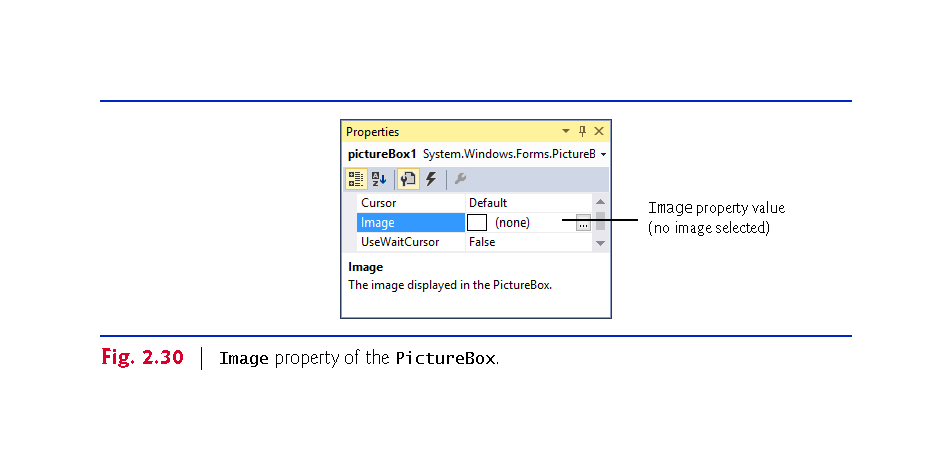 Properties
pictureBox1 System.Windows.Forms.PictureB
Cursor Default
Image (none) ...
UseWaitCursor False
Image
The image displayed in the PictureBox.
Image property value
(no image selected)
Fig. 2.30 | Image property of the PictureBox.